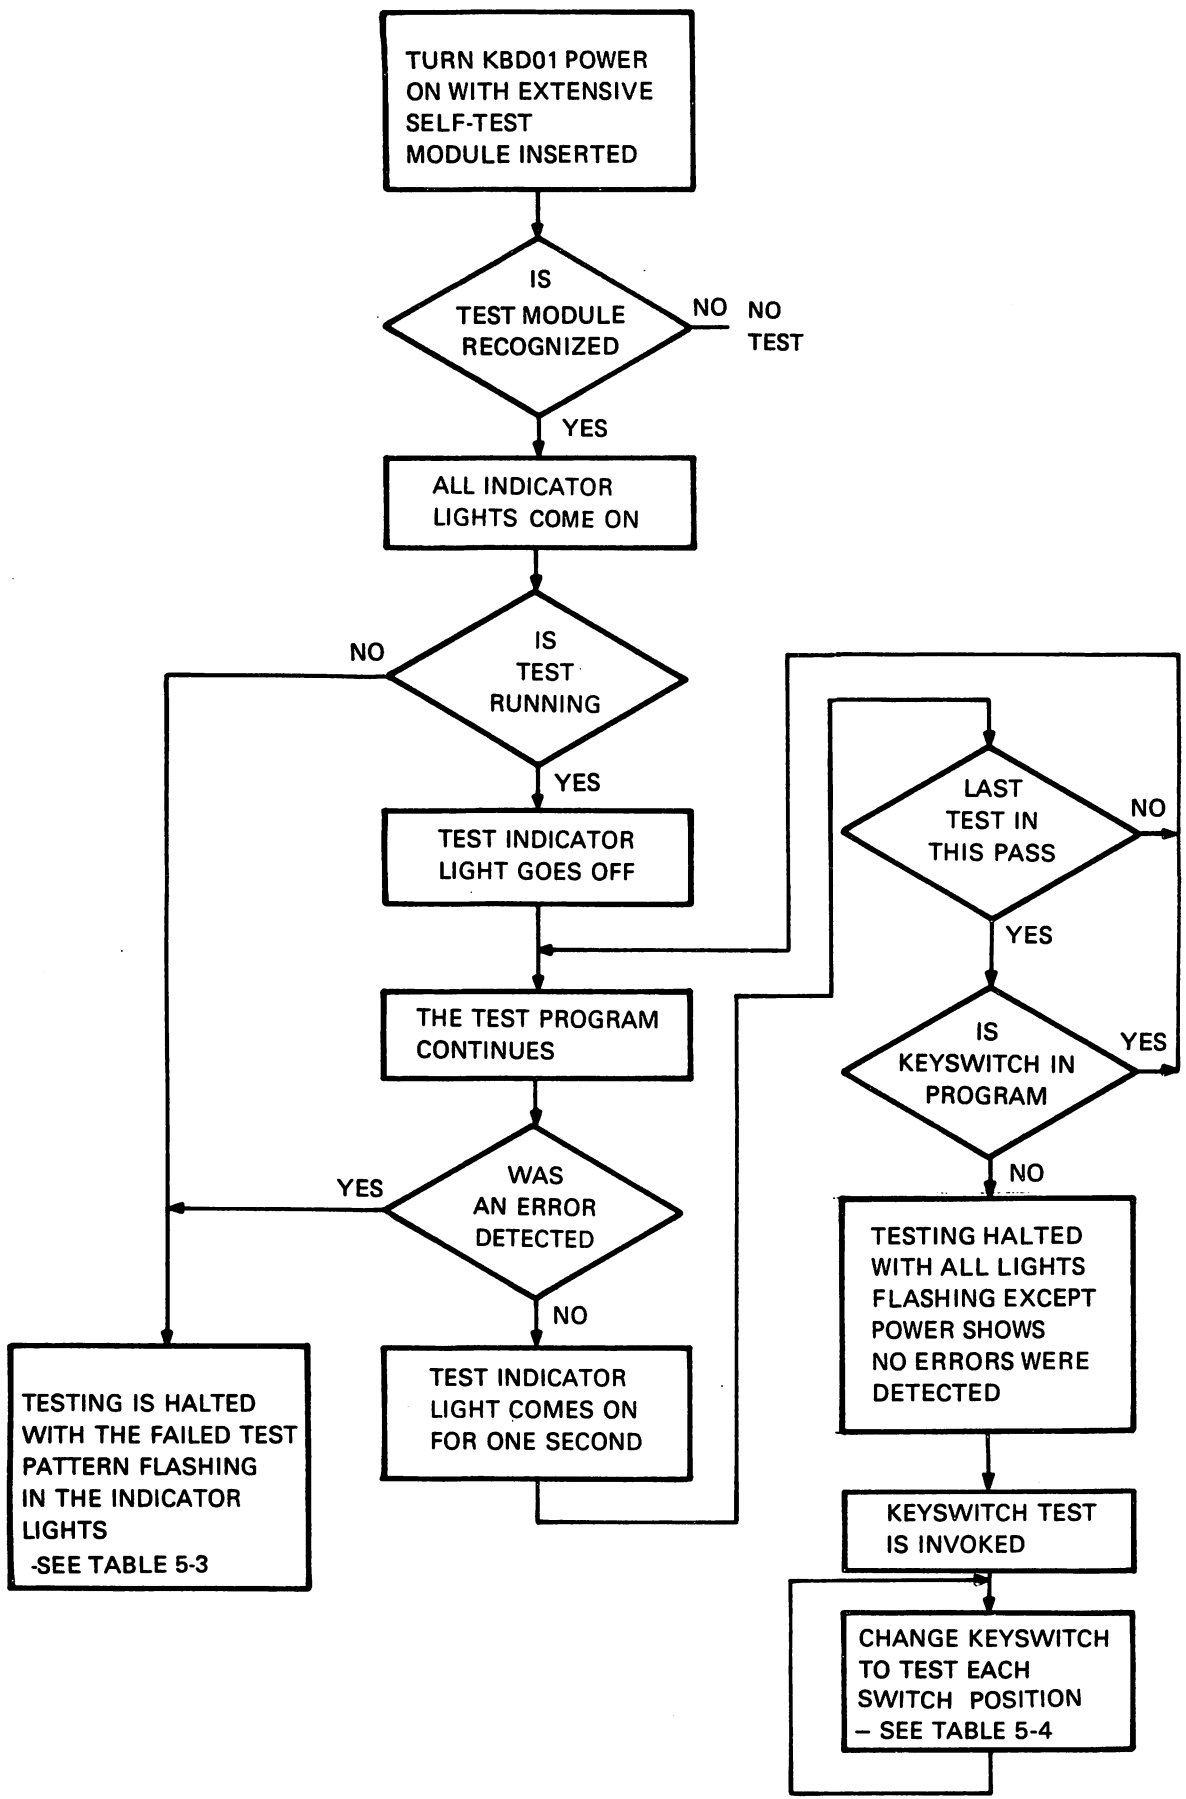 TURN KBD01 POWER
ON WITH EXTENSIVE
SELF-TEST
MODULE INSERTED
IS
TEST MODULE
RECOGNIZED
NO
NO
TEST
YES
ALL INDICATOR
LIGHTS COME ON
IS
TEST
RUNNING
NO
YES
TEST INDICATOR
LIGHT GOES OFF
THE TEST PROGRAM
CONTINUES
WAS
AN ERROR
DETECTED
YES
NO
TEST INDICATOR
LIGHT COMES ON
FOR ONE SECOND
TESTING IS HALTED
WITH THE FAILED TEST
PATTERN FLASHING
IN THE INDICATOR
LIGHTS
-SEE TABLE 5-3
LAST
TEST IN
THIS PASS
NO
YES
IS
KEYSWITCH IN
PROGRAM
YES
NO
TESTING HALTED
WITH ALL LIGHTS
FLASHING EXCEPT
POWER SHOWS
NO ERRORS WERE
DETECTED
KEYSWITCH TEST
IS INVOKED
CHANGE KEYSWITCH
TO TEST EACH
SWITCH POSITION
– SEE TABLE 5-4